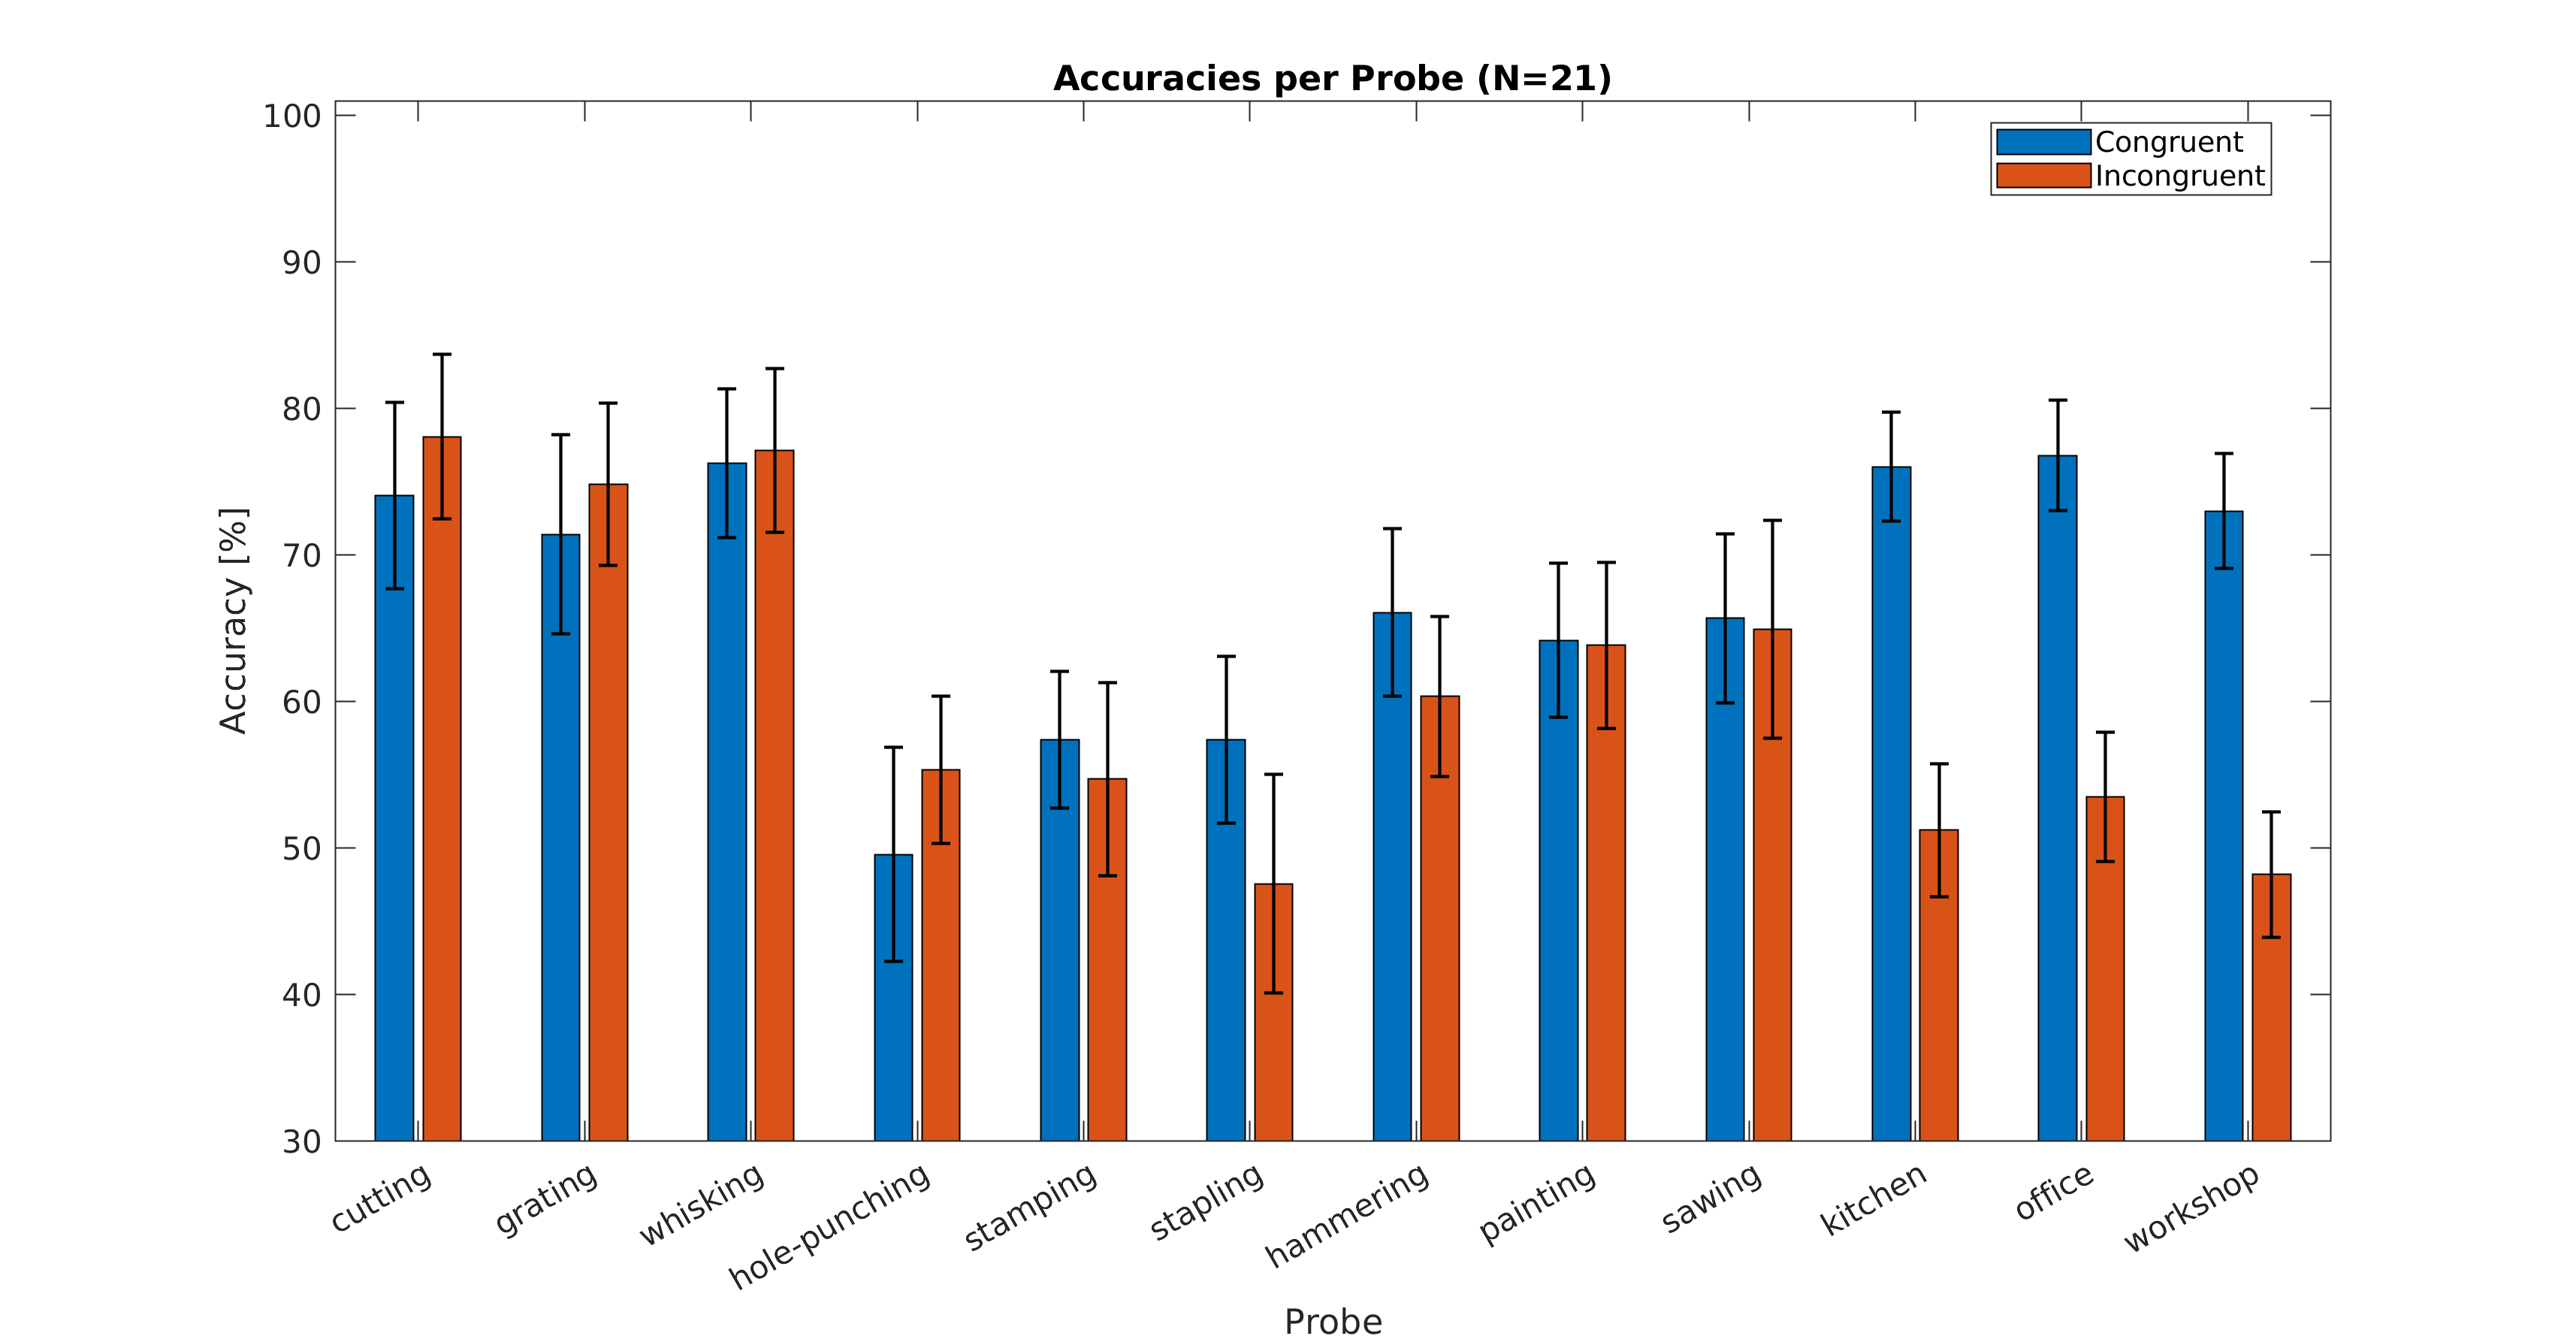 Accuracies per Probe (N=21)
Congruent
Incongruent
100
90
80
70
60
50
40
30
Accuracy [%]
cutting
grating
whisking
hole-punching
stamping
stapling
hammering
painting
sawing
kitchen
office
workshop
Probe